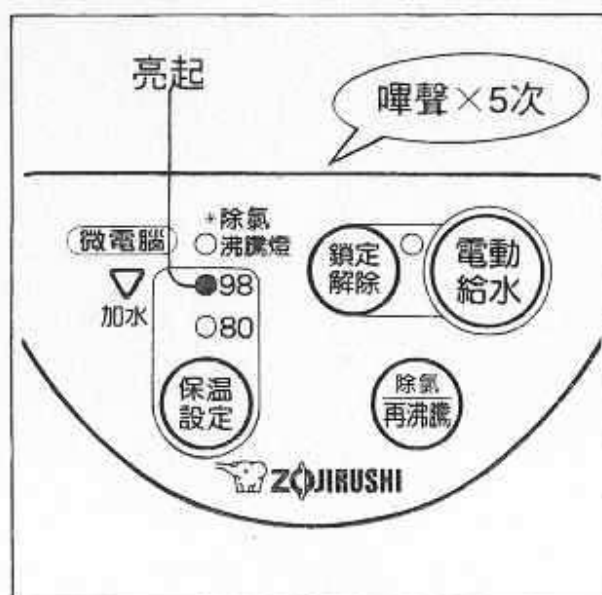 亮起
嗶聲×5次
微電腦
+除氯
沸騰燈
加水
98
80
保温
設定
鎖定
解除
電動
給水
除氯
再沸騰
ZOJIRUSHI